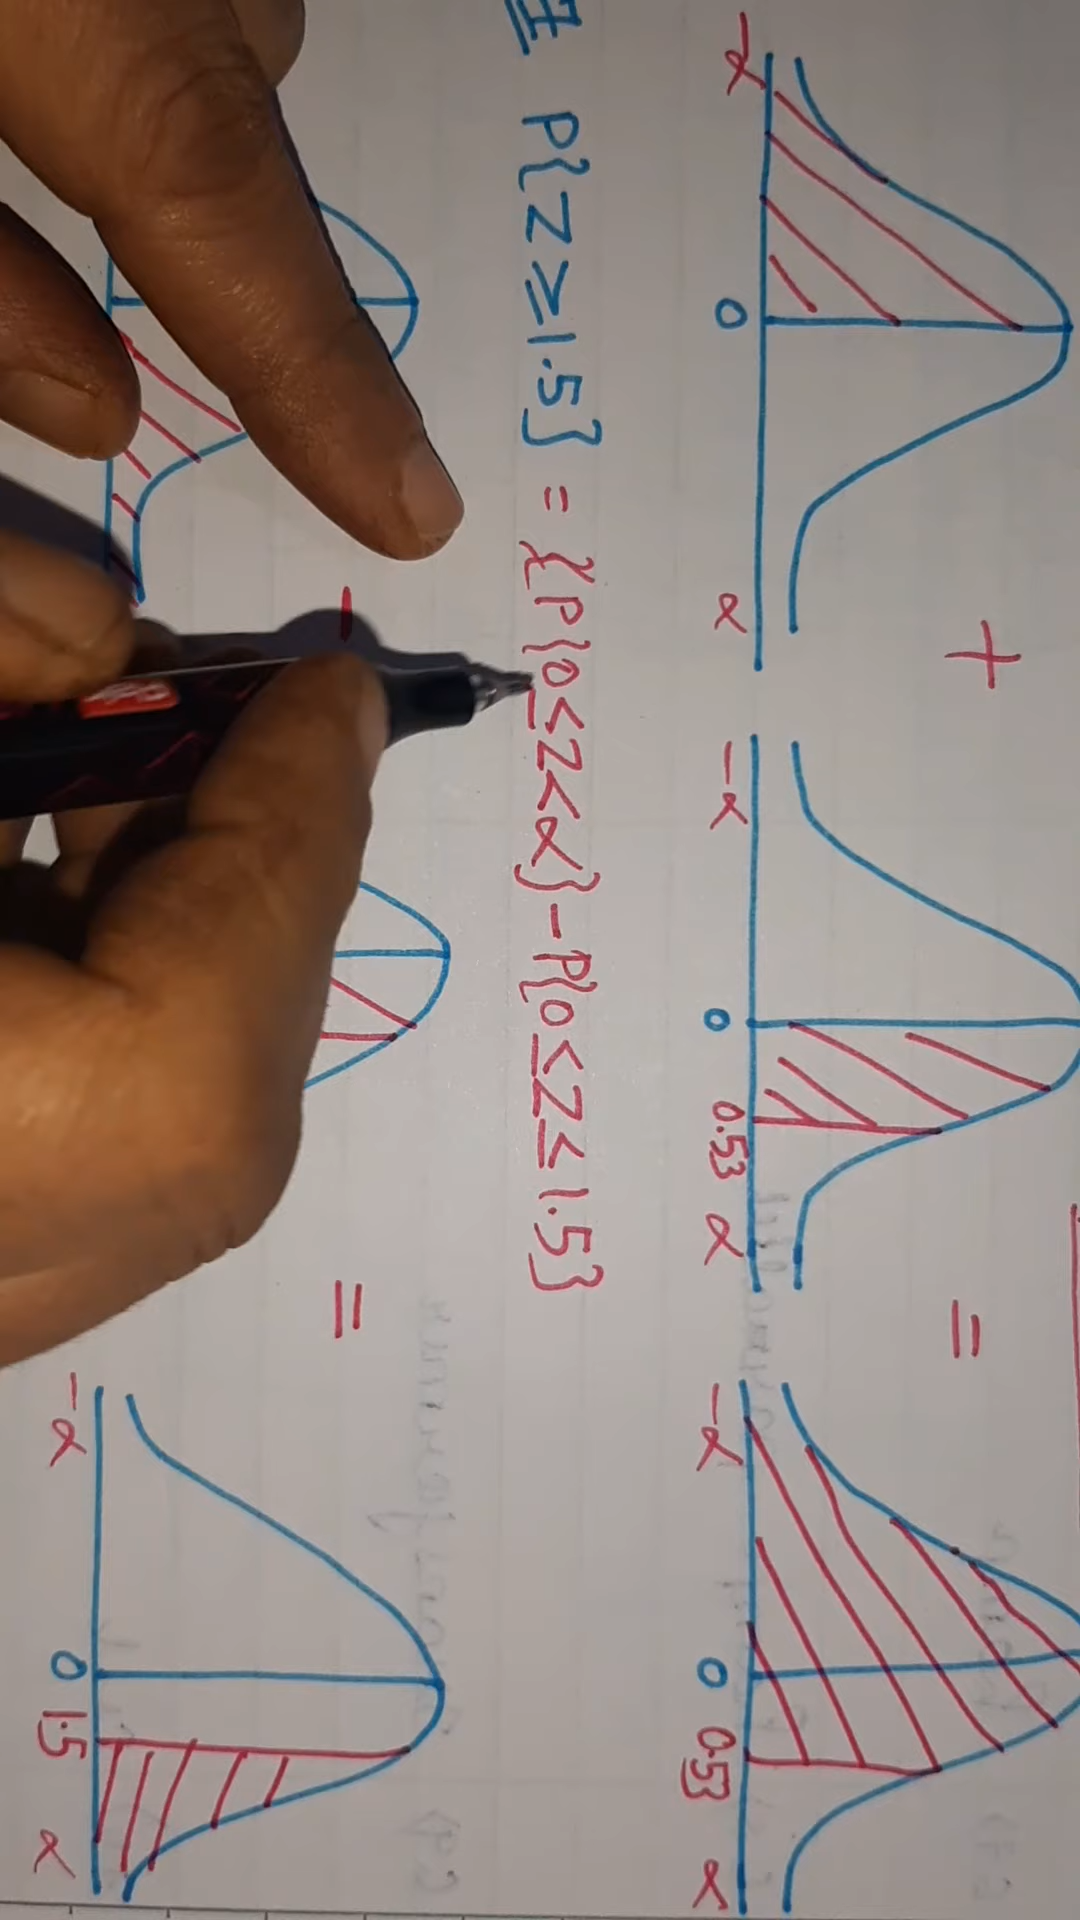 -α 0 α + -α 0 0.53 α = -α 0 0.53 α
P{Z≥1.5} = {P{0≤Z<α}-P{0≤Z≤1.5}
- = -α 0 1.5 α